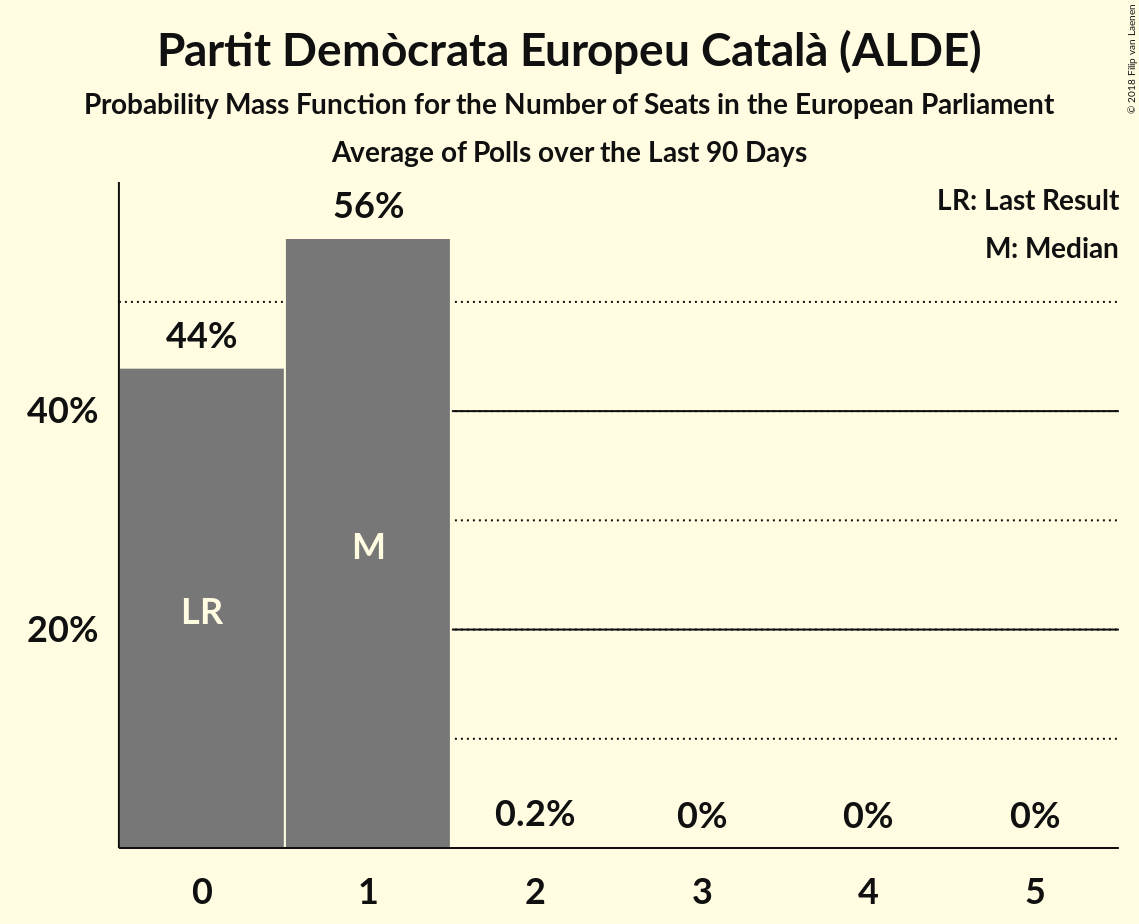 Partit Demòcrata Europeu Català (ALDE)
Probability Mass Function for the Number of Seats in the European Parliament
Average of Polls over the Last 90 Days
© 2018 Filip van Laenen
LR: Last Result
M: Median
56%
44%
40%
20%
M
LR
0.2%
0%
0%
0%
0 1 2 3 4 5